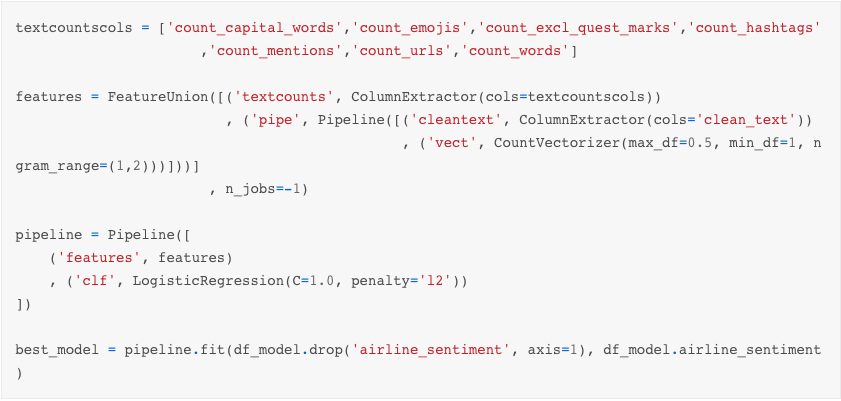 textcountscols = ['count_capital_words','count_emojis','count_excl_quest_marks','count_hashtags'
                      ,'count_mentions','count_urls','count_words']

features = FeatureUnion([('textcounts', ColumnExtractor(cols=textcountscols))
                         , ('pipe', Pipeline([('cleantext', ColumnExtractor(cols='clean_text'))
                                              , ('vect', CountVectorizer(max_df=0.5, min_df=1, n
gram_range=(1,2)))]))]
                       , n_jobs=-1)

pipeline = Pipeline([
    ('features', features)
    , ('clf', LogisticRegression(C=1.0, penalty='l2'))
])

best_model = pipeline.fit(df_model.drop('airline_sentiment', axis=1), df_model.airline_sentiment
)